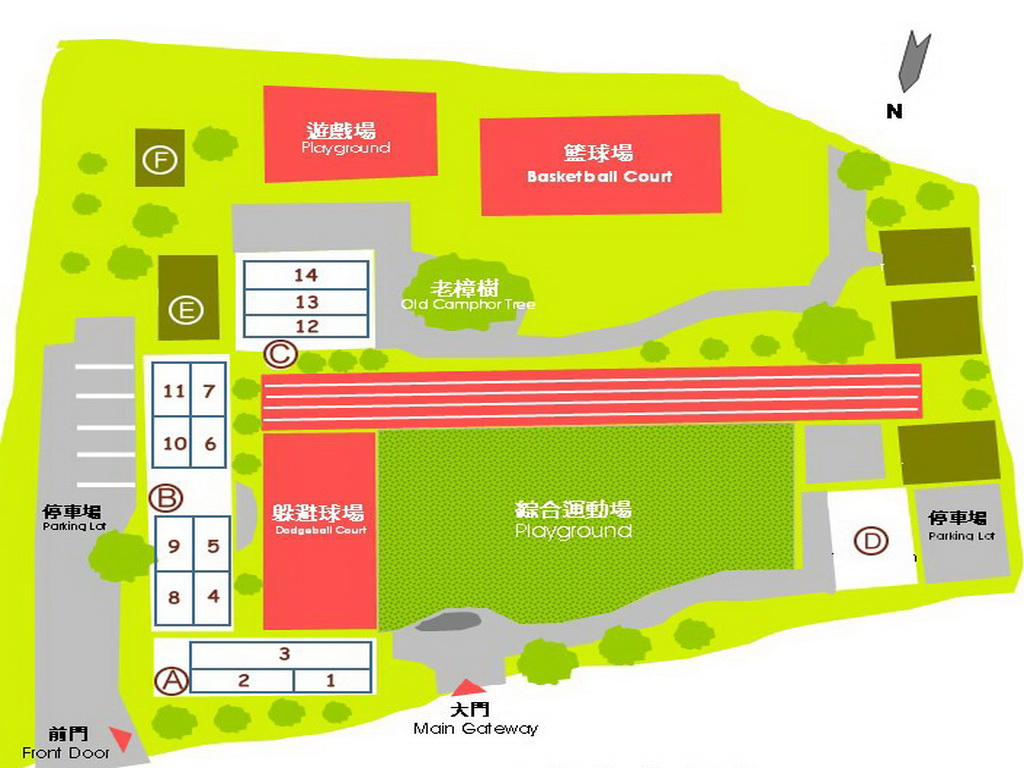 N
遊戲場
Playground
籃球場
Basketball Court
F
E
14
13
12
C
老樟樹
Old Camphor Tree
11 7
10 6
B
9 5
8 4
停車場
Parking Lot
躲避球場
Dodgeball Court
綜合運動場
Playground
D
停車場
Parking Lot
A
3
2 1
大門
Main Gateway
前門
Front Door